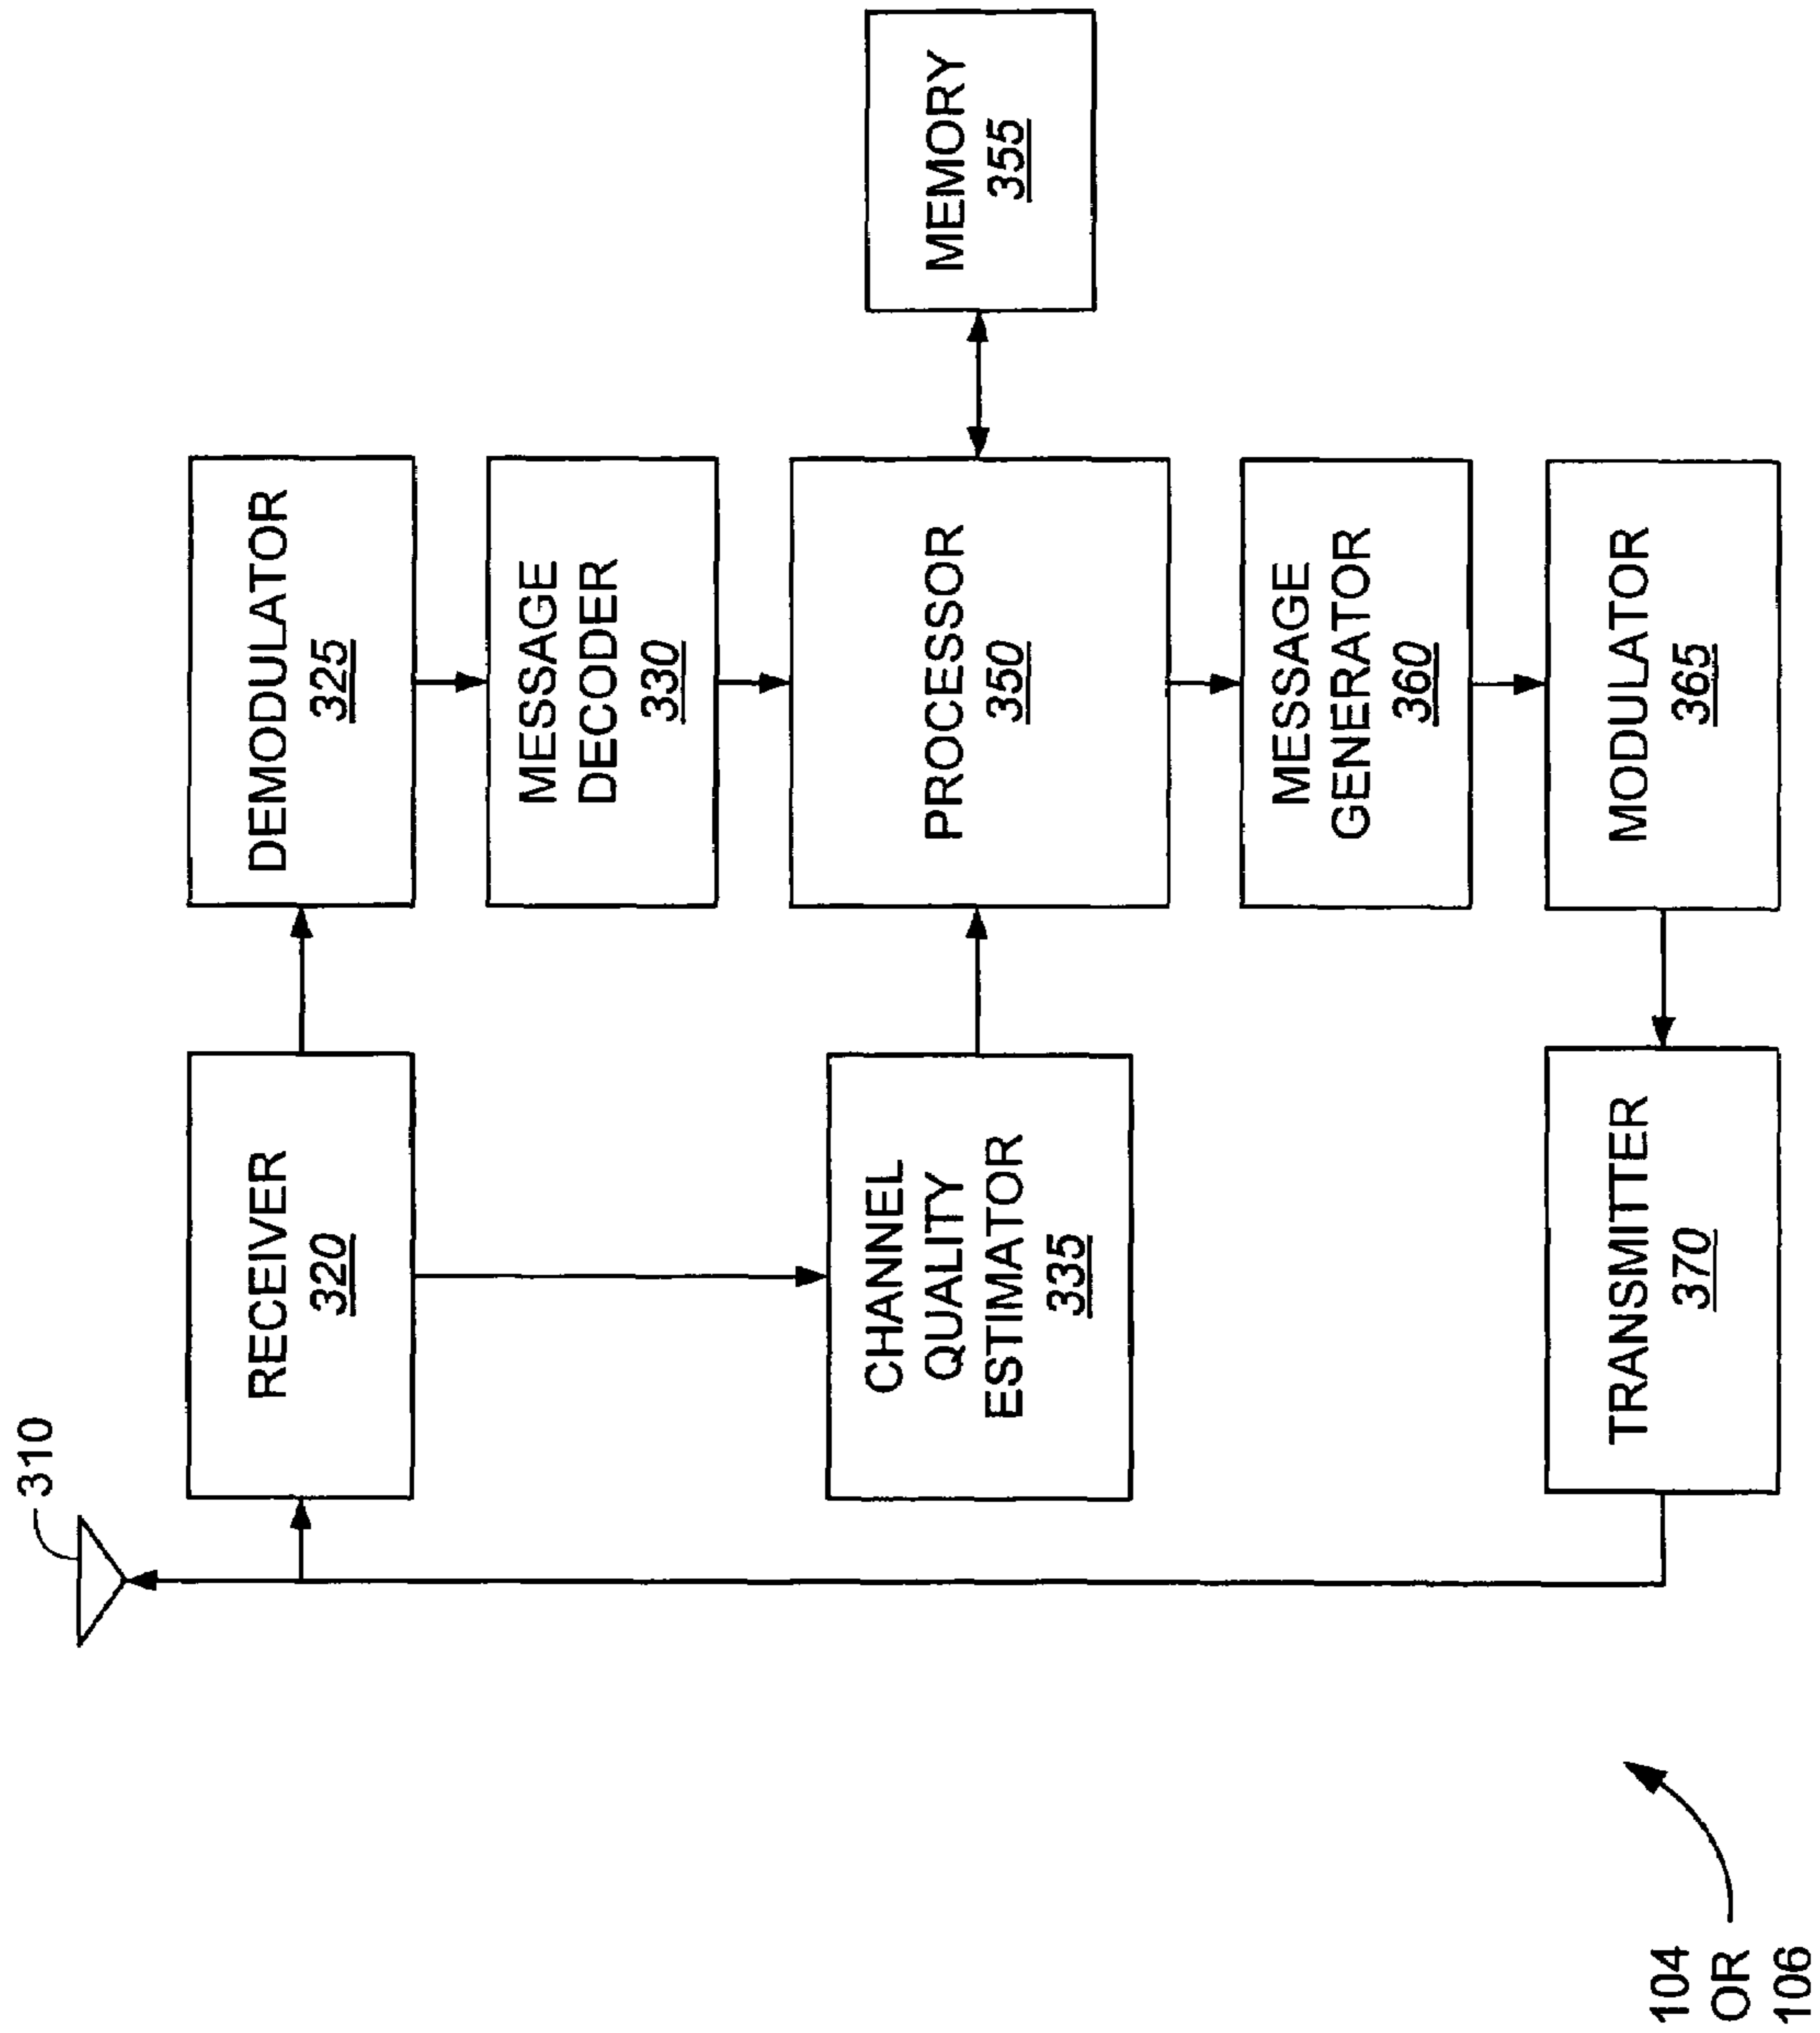 310
RECEIVER
320
DEMODULATOR
325
MESSAGE
DECODER
330
CHANNEL
QUALITY
ESTIMATOR
335
PROCESSOR
350
MEMORY
355
MESSAGE
GENERATOR
360
TRANSMITTER
370
MODULATOR
365
104
OR
106